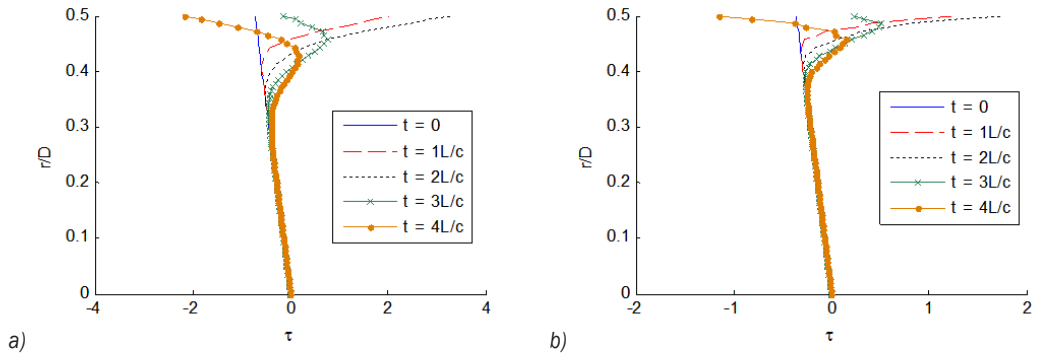 0.5
0.4
0.3
0.2
0.1
0
r/D
-4
-2
0
2
4
τ
t = 0
t = 1L/c
t = 2L/c
t = 3L/c
t = 4L/c
a)
0.5
0.4
0.3
0.2
0.1
0
r/D
-2
-1
0
1
2
τ
t = 0
t = 1L/c
t = 2L/c
t = 3L/c
t = 4L/c
b)